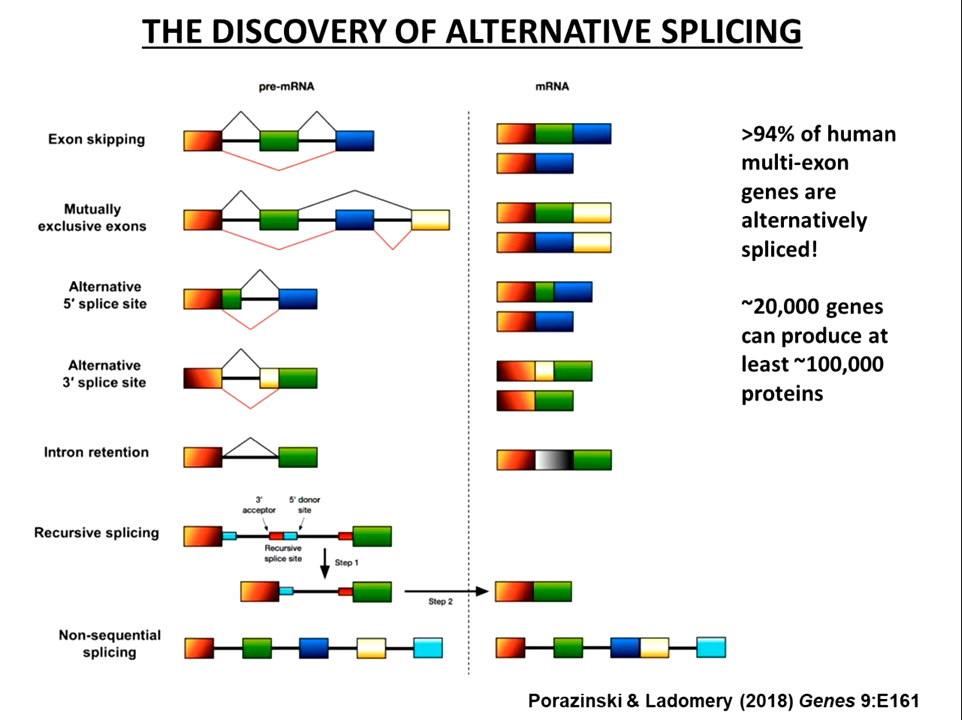 THE DISCOVERY OF ALTERNATIVE SPLICING
pre-mRNA
mRNA
Exon skipping
Mutually
exclusive exons
Alternative
5′ splice site
Alternative
3′ splice site
Intron retention
Recursive splicing
3'
acceptor
5' donor
site
Recursive
splice site
Step 1
Step 2
Non-sequential
splicing
>94% of human
multi-exon
genes are
alternatively
spliced!
~20,000 genes
can produce at
least ~100,000
proteins
Porazinski & Ladomery (2018) Genes 9:E161